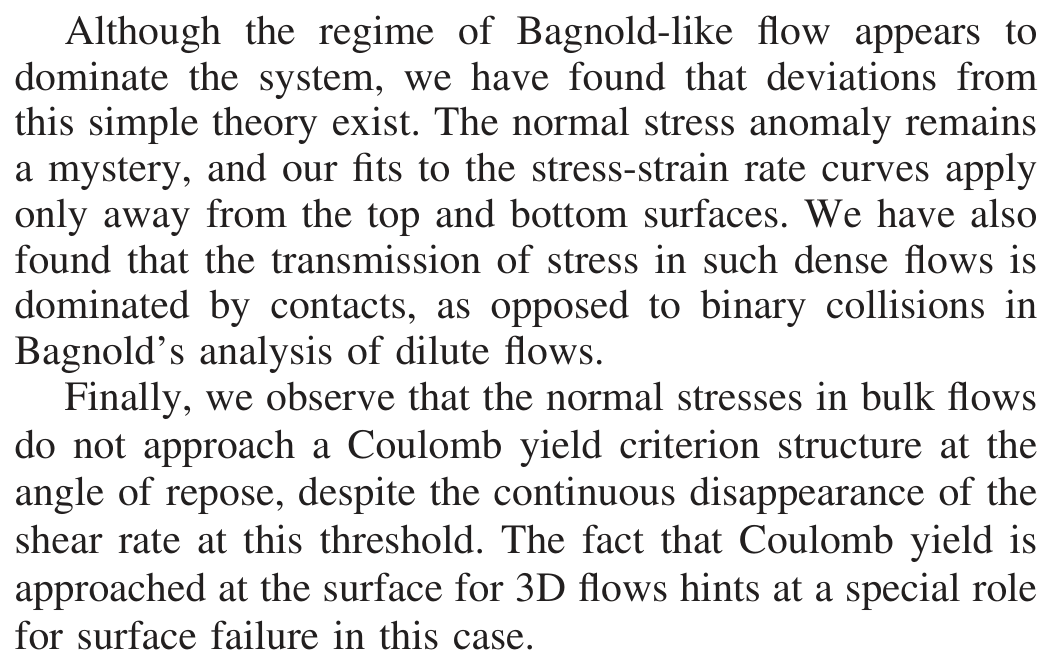 Although the regime of Bagnold-like flow appears to
dominate the system, we have found that deviations from
this simple theory exist. The normal stress anomaly remains
a mystery, and our fits to the stress-strain rate curves apply
only away from the top and bottom surfaces. We have also
found that the transmission of stress in such dense flows is
dominated by contacts, as opposed to binary collisions in
Bagnold's analysis of dilute flows.
Finally, we observe that the normal stresses in bulk flows
do not approach a Coulomb yield criterion structure at the
angle of repose, despite the continuous disappearance of the
shear rate at this threshold. The fact that Coulomb yield is
approached at the surface for 3D flows hints at a special role
for surface failure in this case.